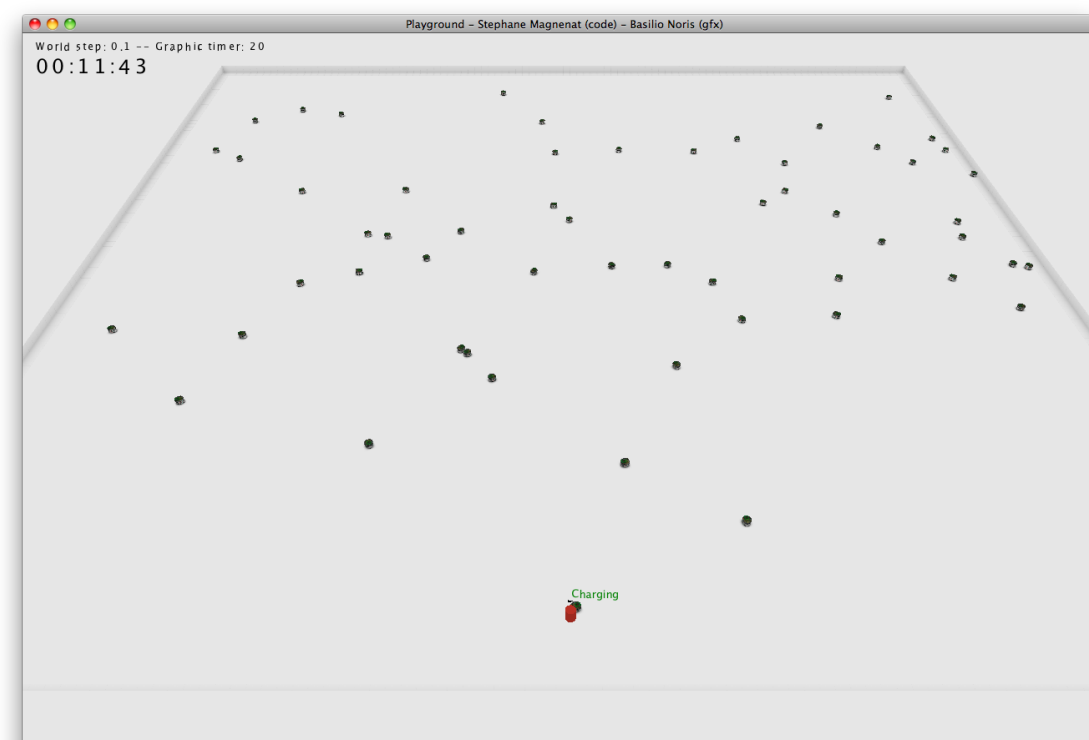 Playground – Stephane Magnenat (code) – Basilio Noris (gfx)
World step: 0.1 -- Graphic timer: 20
00:11:43
Charging